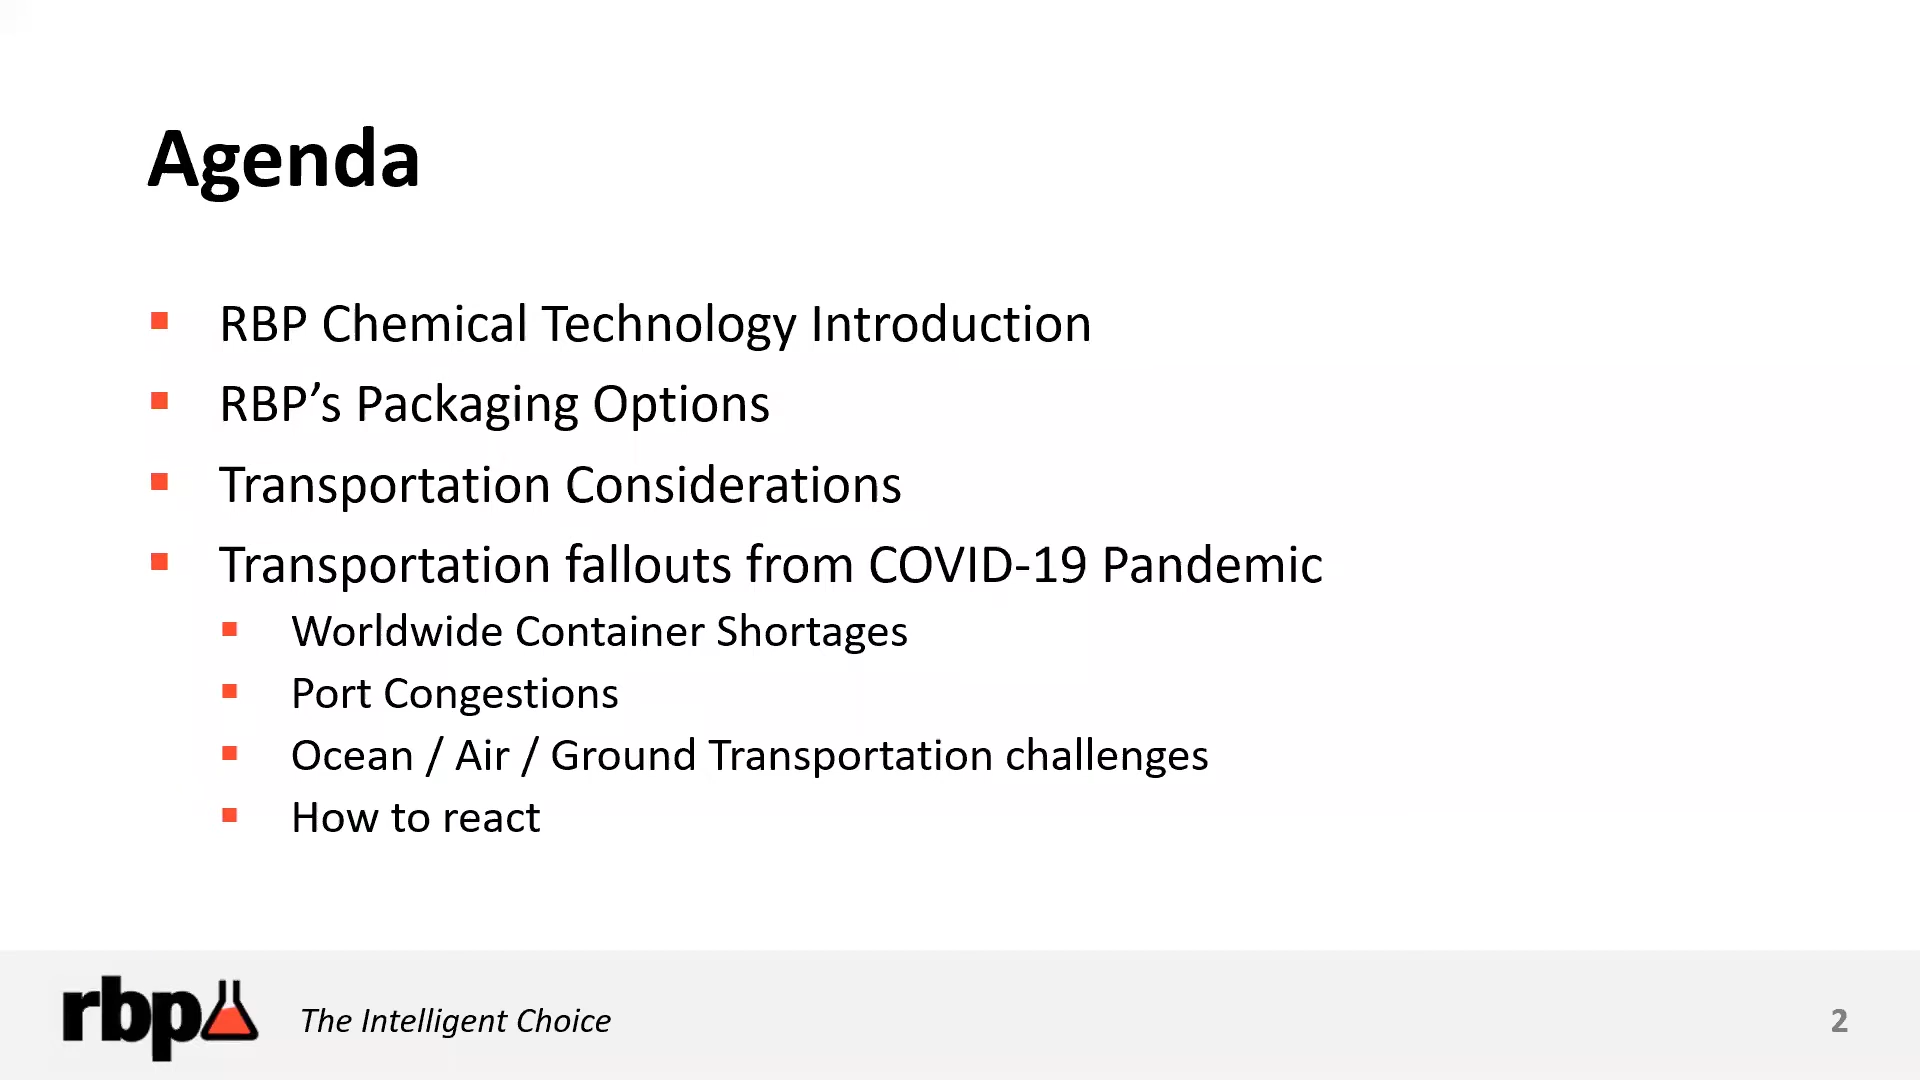 Agenda
RBP Chemical Technology Introduction
RBP’s Packaging Options
Transportation Considerations
Transportation fallouts from COVID-19 Pandemic
Worldwide Container Shortages
Port Congestions
Ocean / Air / Ground Transportation challenges
How to react
rbp
The Intelligent Choice
2